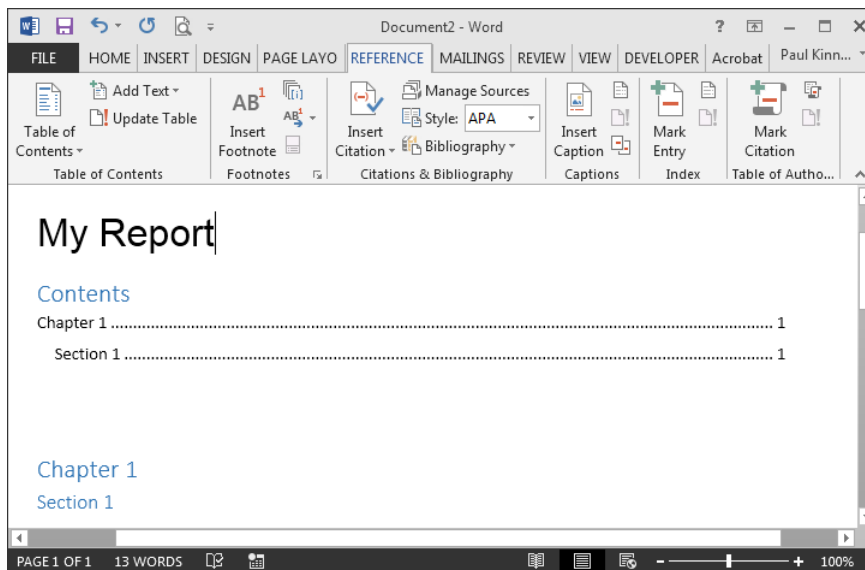 Document2 - Word
FILE HOME INSERT DESIGN PAGE LAYO REFERENCE MAILINGS REVIEW VIEW DEVELOPER Acrobat Paul Kinn...
Table of Contents
Add Text
Update Table
Table of Contents
AB1
Insert Footnote
AB1
Footnotes
Insert Citation
Manage Sources
Style: APA
Bibliography
Citations & Bibliography
Insert Caption
Captions
Mark Entry
Index
Mark Citation
Table of Autho...
My Report
Contents
Chapter 1 ........................................................................................................................ 1
Section 1 ........................................................................................................................ 1
Chapter 1
Section 1
PAGE 1 OF 1 13 WORDS 100%